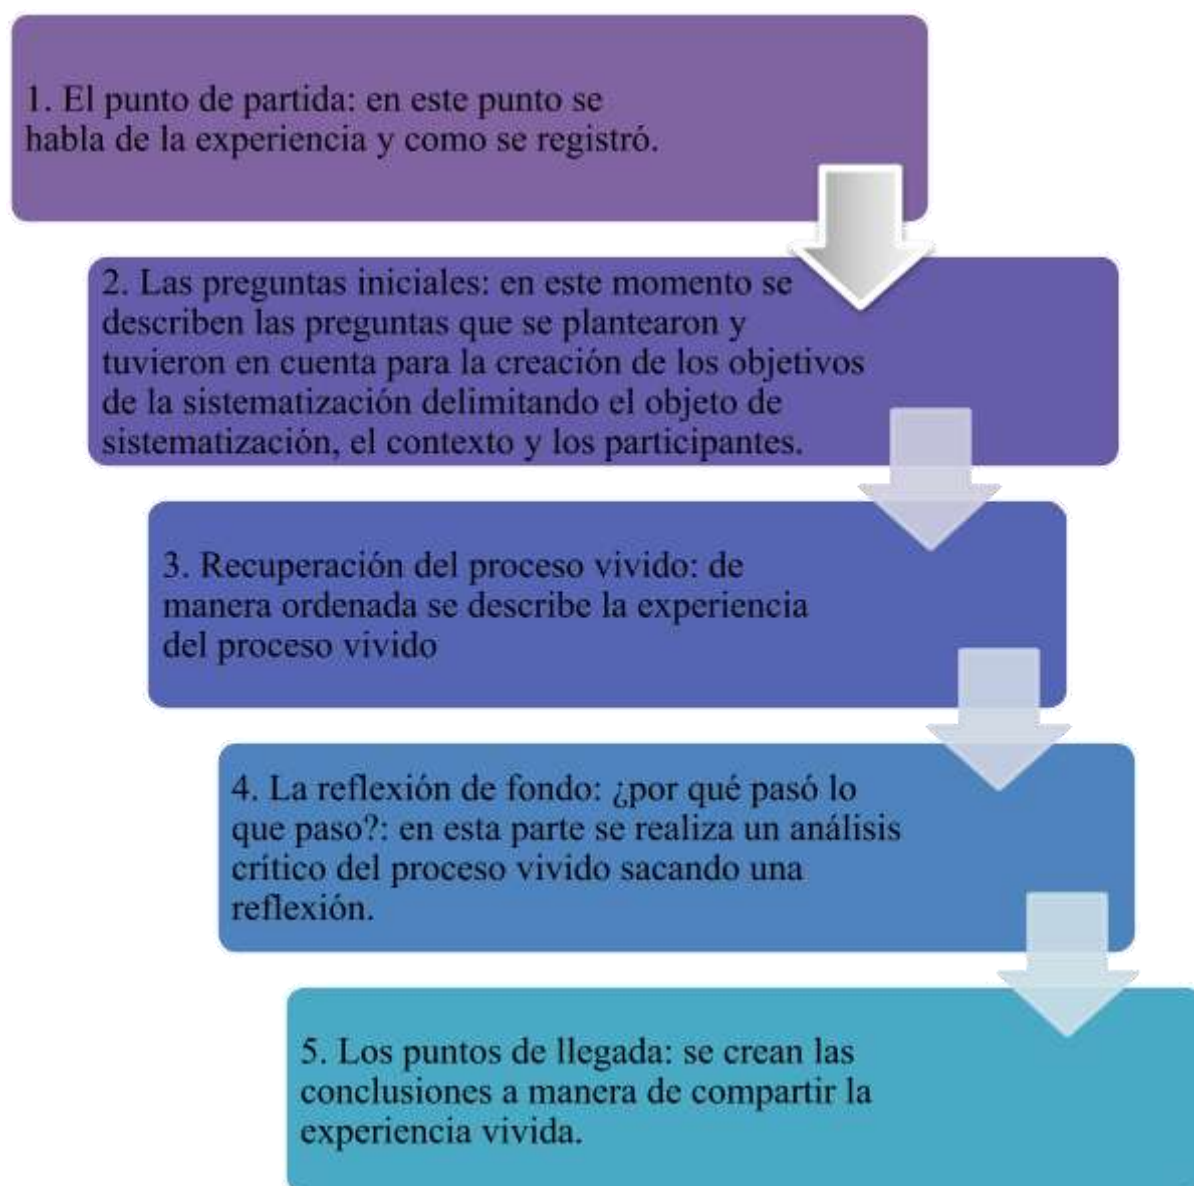 1. El punto de partida: en este punto se
habla de la experiencia y como se registró.
2. Las preguntas iniciales: en este momento se
describen las preguntas que se plantearon y
tuvieron en cuenta para la creación de los objetivos
de la sistematización delimitando el objeto de
sistematización, el contexto y los participantes.
3. Recuperación del proceso vivido: de
manera ordenada se describe la experiencia
del proceso vivido
4. La reflexión de fondo: ¿por qué pasó lo
que paso?: en esta parte se realiza un análisis
crítico del proceso vivido sacando una
reflexión.
5. Los puntos de llegada: se crean las
conclusiones a manera de compartir la
experiencia vivida.